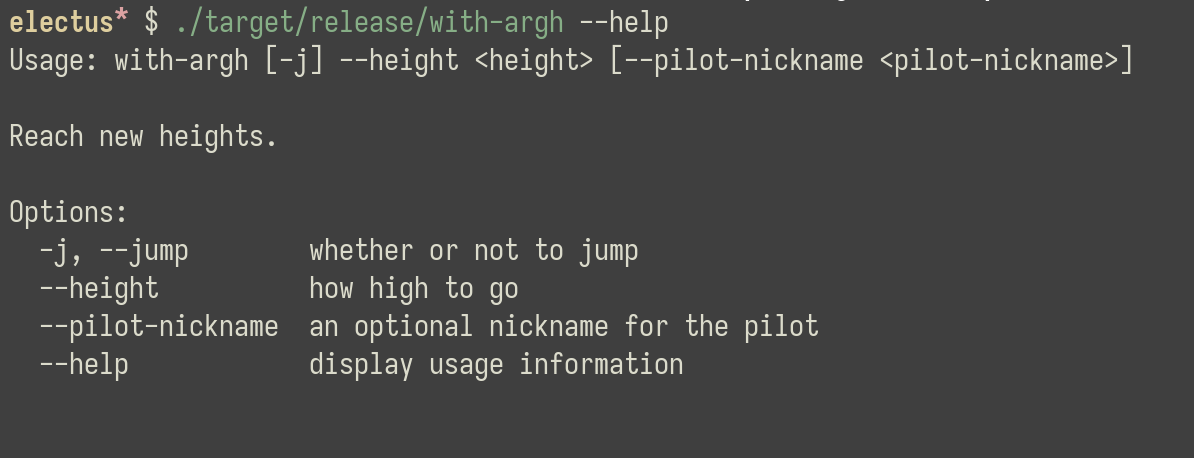 electus* $ ./target/release/with-argh --help
Usage: with-argh [-j] --height <height> [--pilot-nickname <pilot-nickname>]
Reach new heights.
Options:
-j, --jump whether or not to jump
--height how high to go
--pilot-nickname an optional nickname for the pilot
--help display usage information